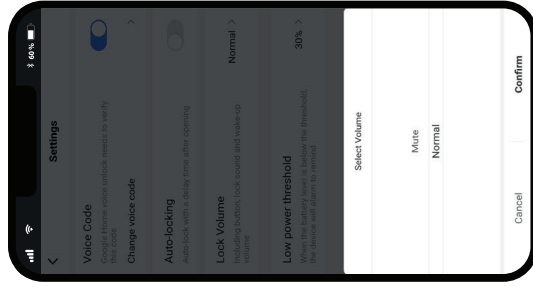 60 %
Settings
Voice Code
Google Home voice unlock needs to verify
this code
Change voice code
Auto-locking
Auto-lock with a delay time after opening
Lock Volume
Normal
Including button, lock sound and wake-up
volume
Low power threshold
30%
When the battery level is below the threshold,
the device will alarm to remind
Select Volume
Mute
Normal
Cancel
Confirm